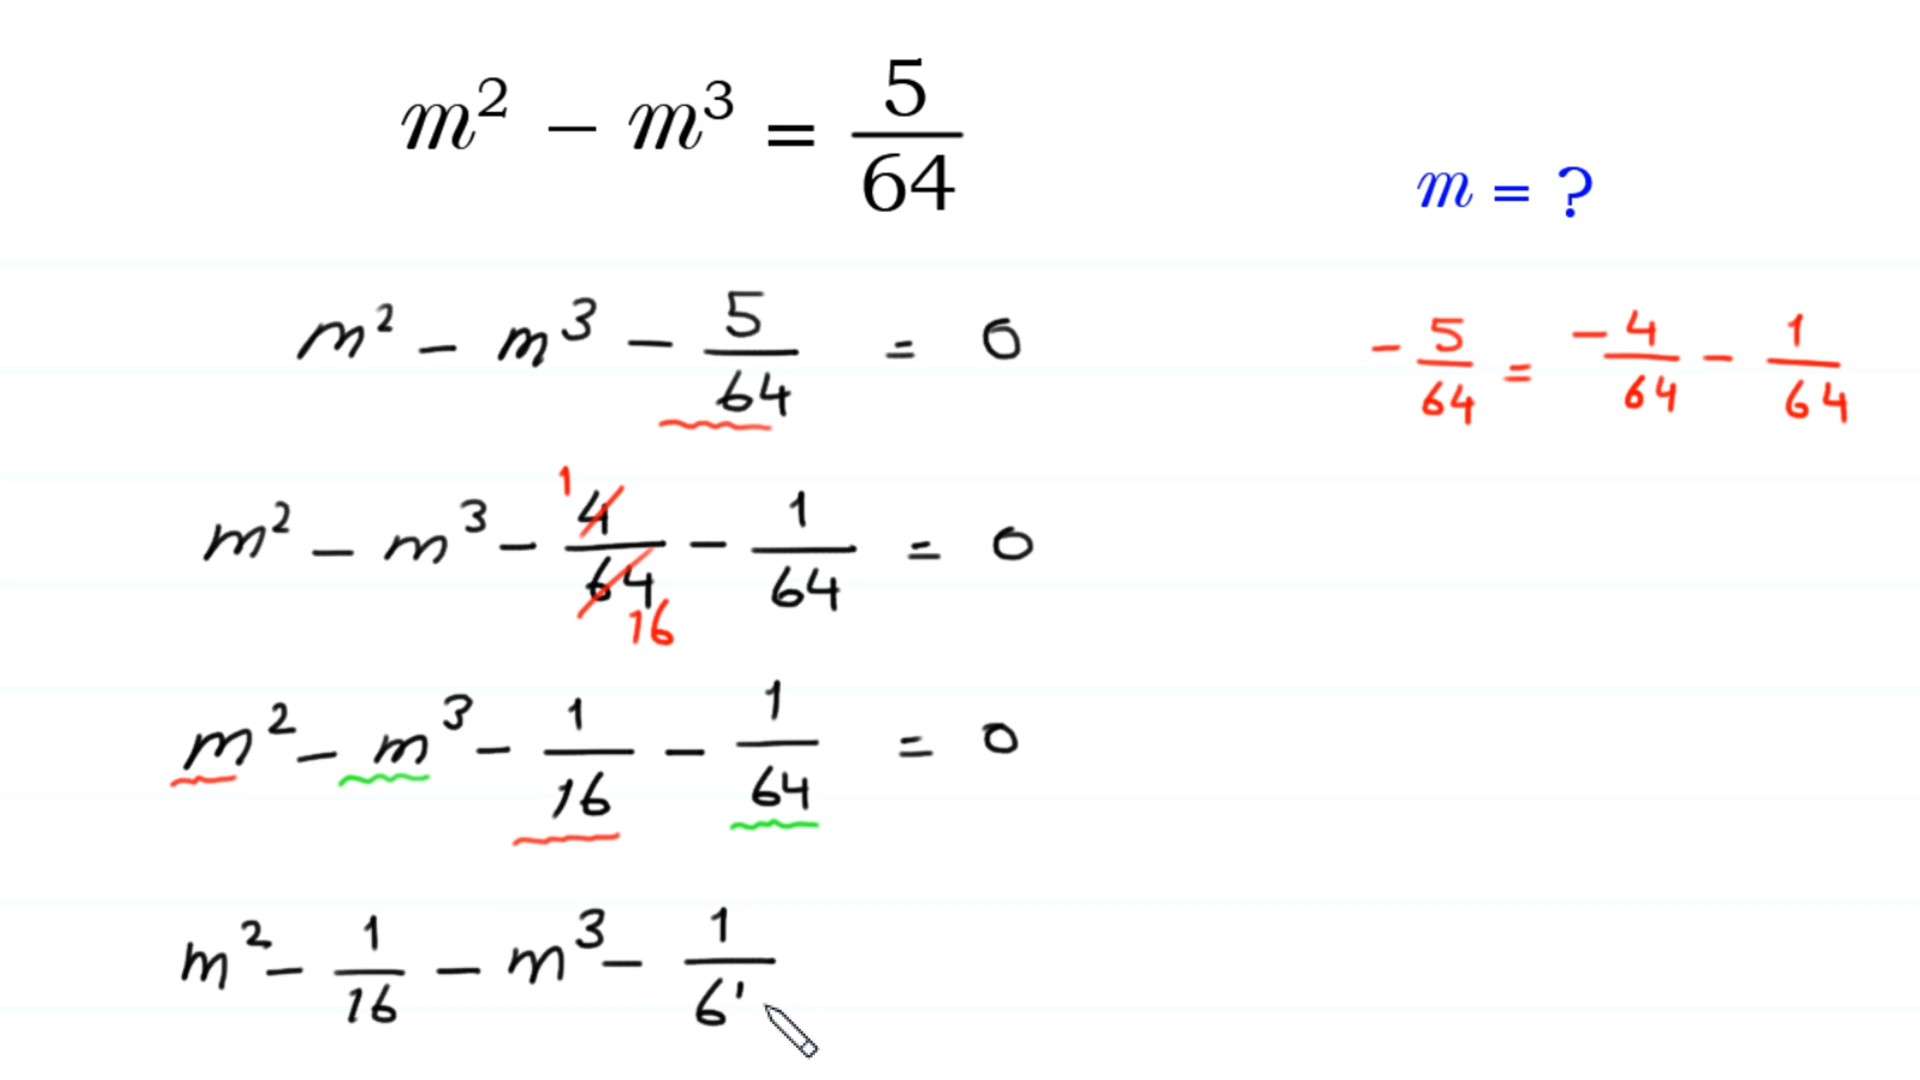 m² − m³ = 5/64
m = ?
m² − m³ − 5/64 = 0
− 5/64 = − 4/64 − 1/64
m² − m³ − 4/64 − 1/64 = 0
1
16
m² − m³ − 1/16 − 1/64 = 0
m² − 1/16 − m³ − 1/6'